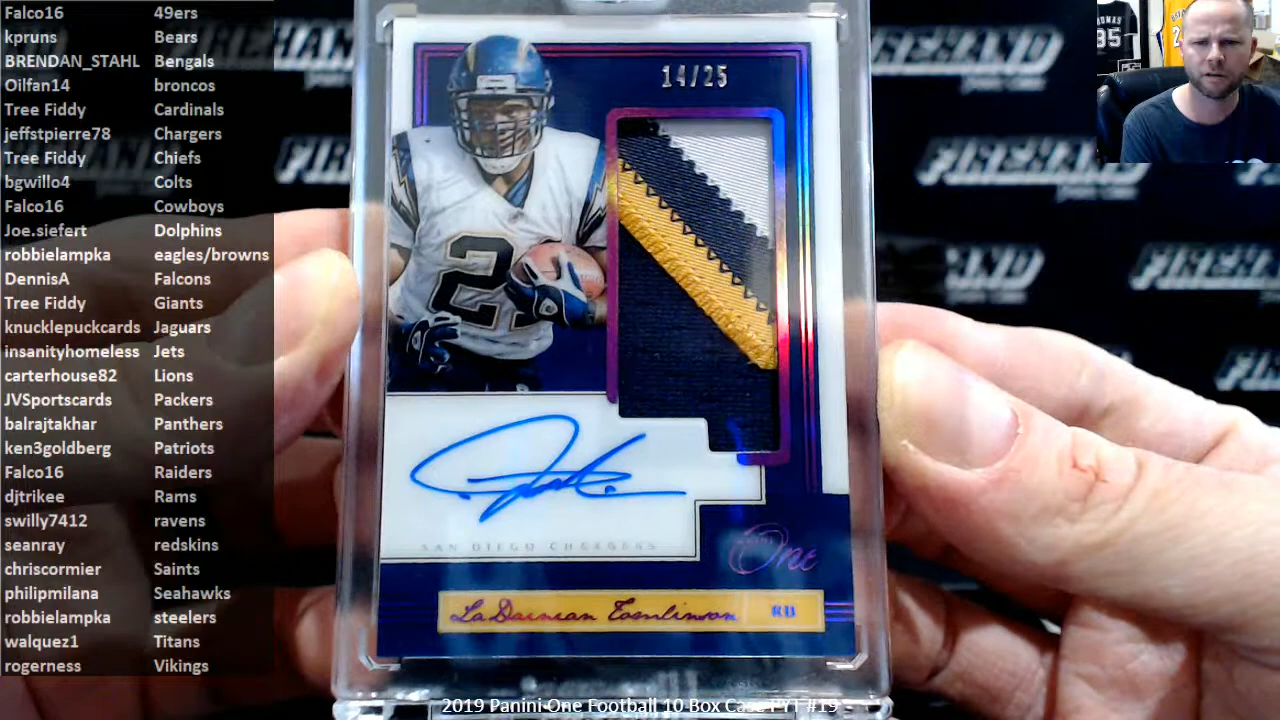 Falco16 49ers
kpruns Bears
BRENDAN_STAHL Bengals
Oilfan14 broncos
Tree Fiddy Cardinals
jeffstpierre78 Chargers
Tree Fiddy Chiefs
bgwillo4 Colts
Falco16 Cowboys
Joe.siefert Dolphins
robbielampka eagles/browns
DennisA Falcons
Tree Fiddy Giants
knucklepuckcards Jaguars
insanityhomeless Jets
carterhouse82 Lions
JVSportscards Packers
balrajtakhar Panthers
ken3goldberg Patriots
Falco16 Raiders
djtrikee Rams
swilly7412 ravens
seanray redskins
chriscormier Saints
philipmilana Seahawks
robbielampka steelers
walquez1 Titans
rogerness Vikings
14/25
SAN DIEGO CHARGERS
One
LaDainian Tomlinson RB
FIREHAND
FIREHAND
2019 Panini One Football 10 Box Case PYT #19